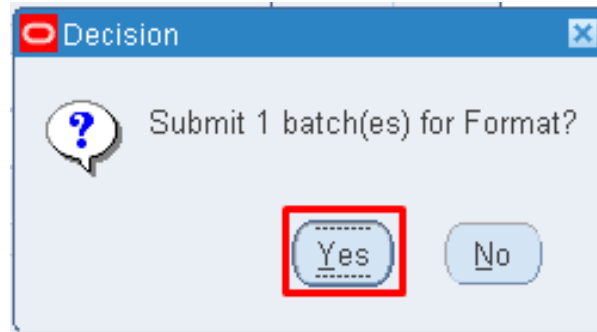 Decision
Submit 1 batch(es) for Format?
Yes No